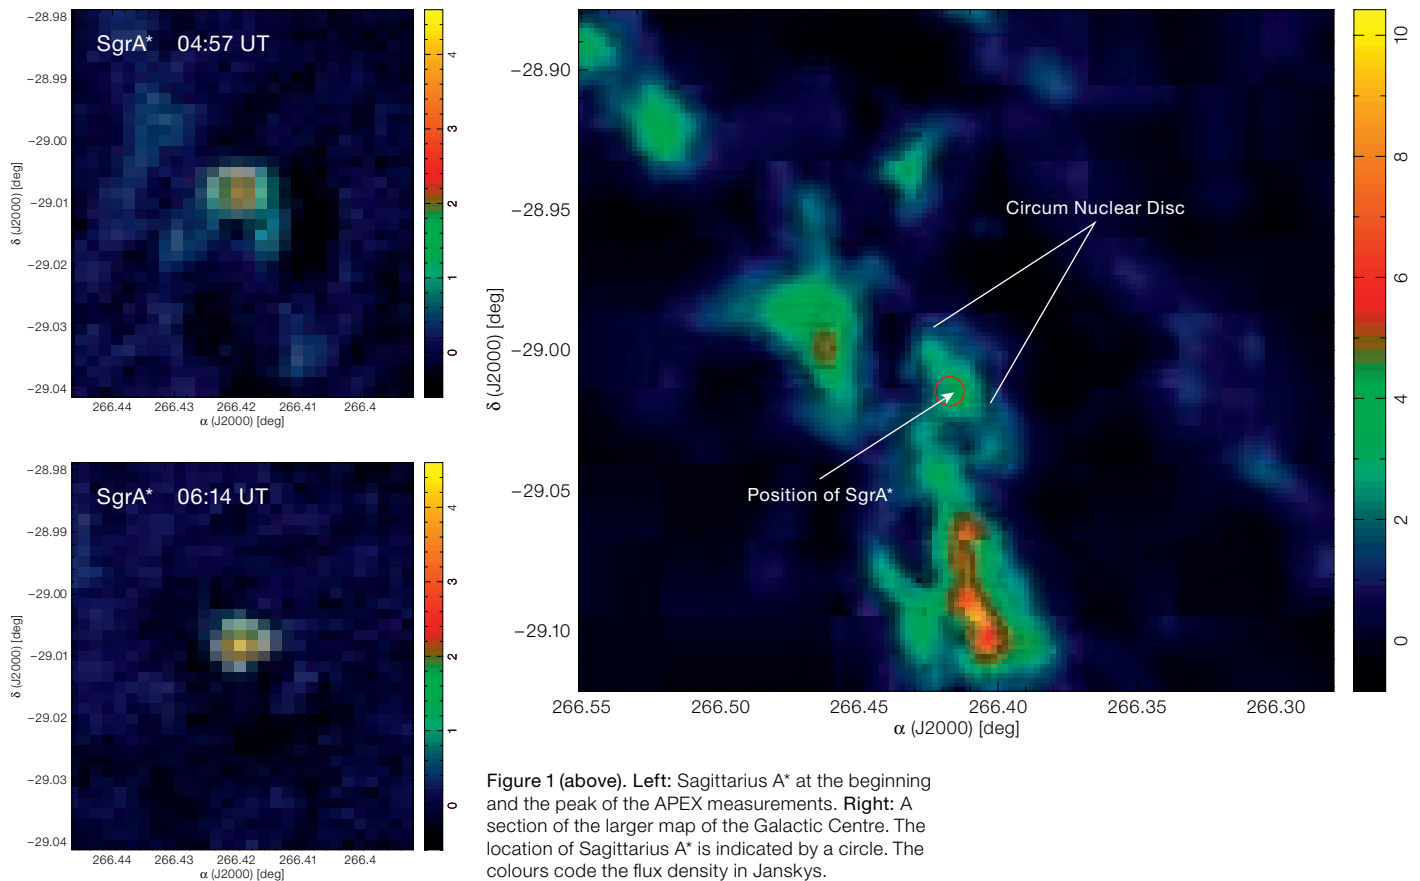 SgrA* 04:57 UT
−28.98
−28.99
−29.00
−29.01
−29.02
−29.03
−29.04
δ (J2000) [deg]
266.44 266.43 266.42 266.41 266.4
α (J2000) [deg]
4
3
2
1
0
SgrA* 06:14 UT
−28.98
−28.99
−29.00
−29.01
−29.02
−29.03
−29.04
δ (J2000) [deg]
266.44 266.43 266.42 266.41 266.4
α (J2000) [deg]
4
3
2
1
0
−28.90
−28.95
−29.00
−29.05
−29.10
δ (J2000) [deg]
Circum Nuclear Disc
Position of SgrA*
266.55 266.50 266.45 266.40 266.35 266.30
α (J2000) [deg]
10
8
6
4
2
0
Figure 1 (above). Left: Sagittarius A* at the beginning
and the peak of the APEX measurements. Right: A
section of the larger map of the Galactic Centre. The
location of Sagittarius A* is indicated by a circle. The
colours code the flux density in Janskys.